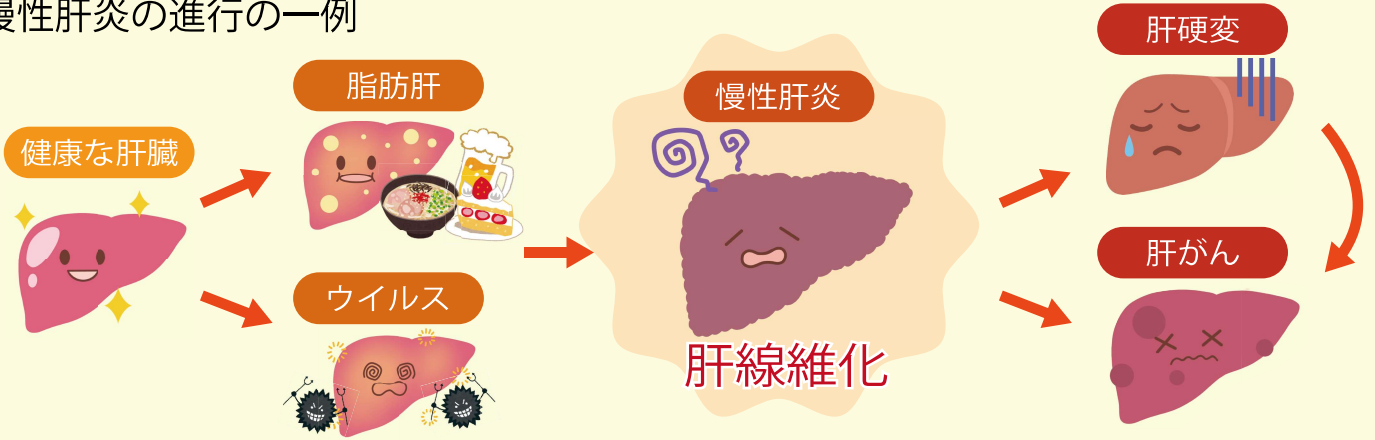 慢性肝炎の進行の一例
健康な肝臓
脂肪肝
ウイルス
慢性肝炎
肝線維化
肝硬変
肝がん